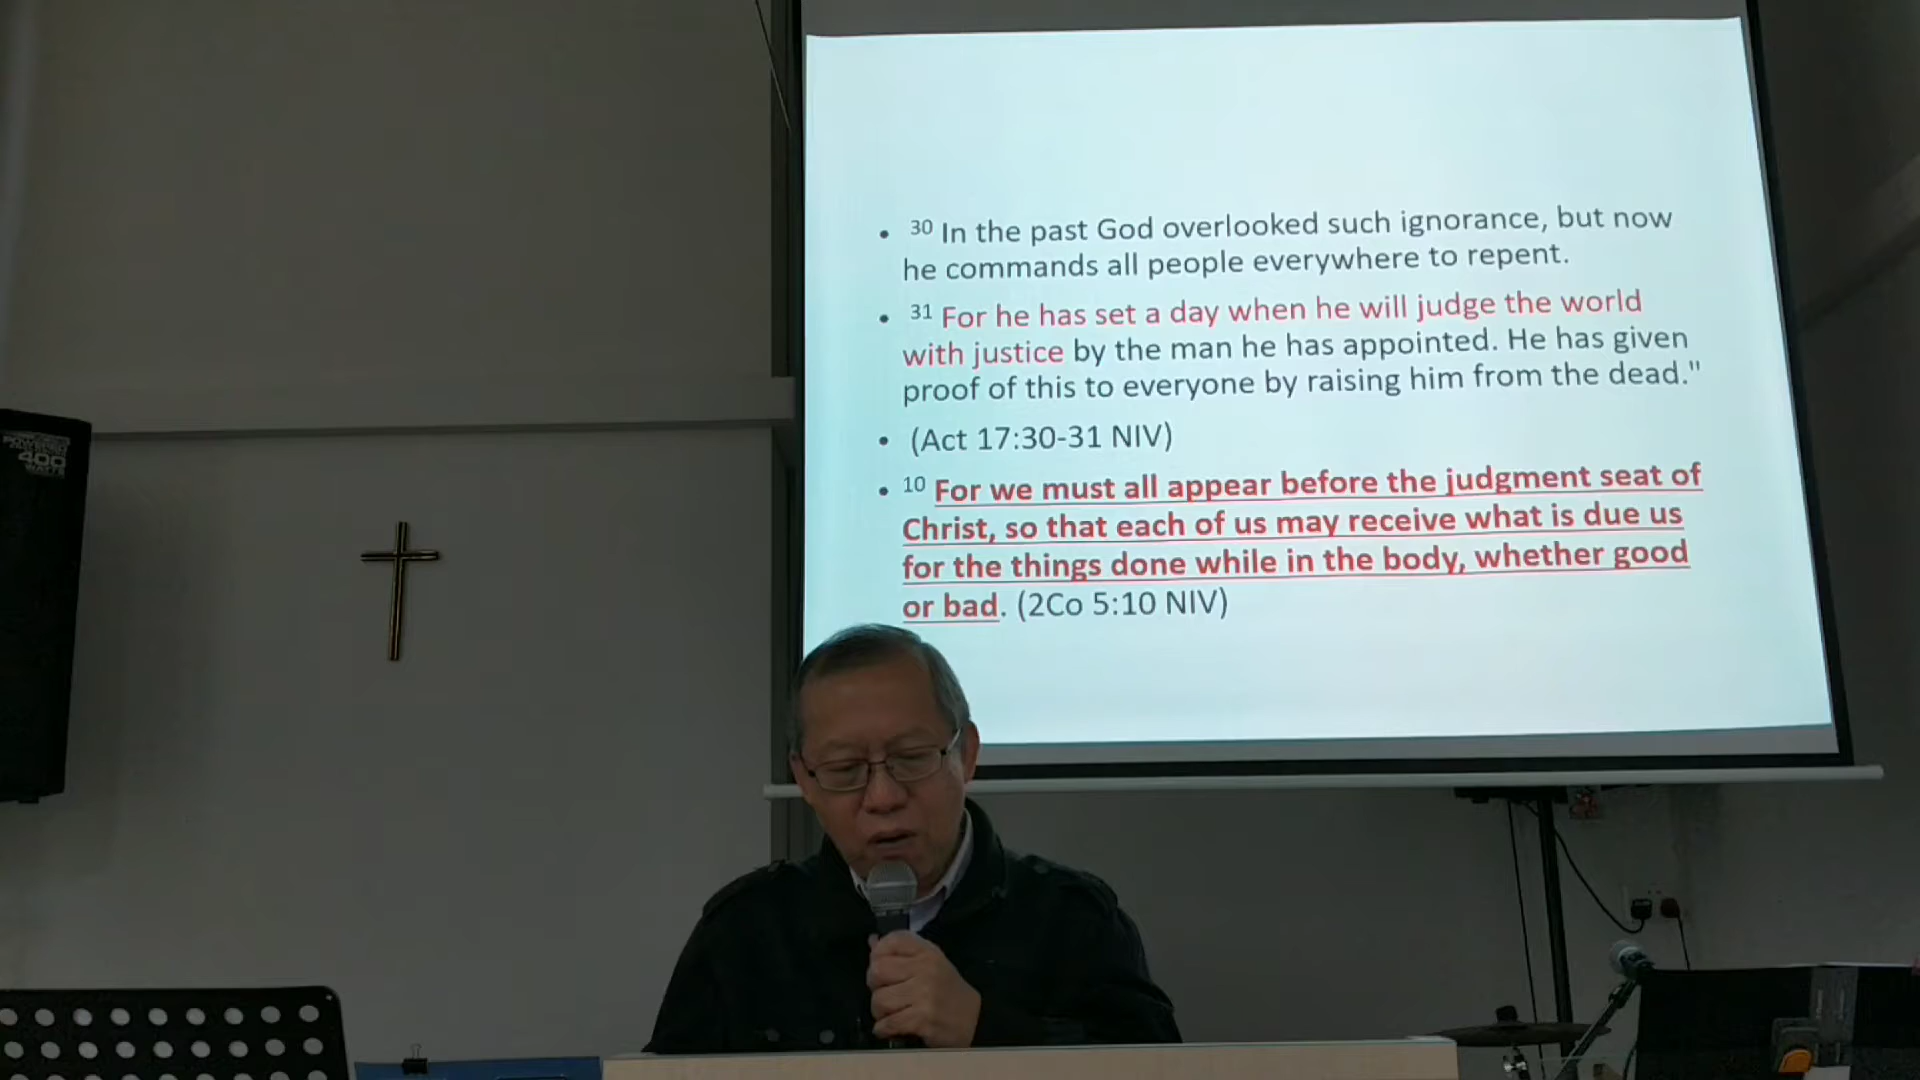 • 30 In the past God overlooked such ignorance, but now
he commands all people everywhere to repent.
• 31 For he has set a day when he will judge the world
with justice by the man he has appointed. He has given
proof of this to everyone by raising him from the dead."
• (Act 17:30-31 NIV)
• 10 For we must all appear before the judgment seat of
Christ, so that each of us may receive what is due us
for the things done while in the body, whether good
or bad. (2Co 5:10 NIV)
400
WATTS